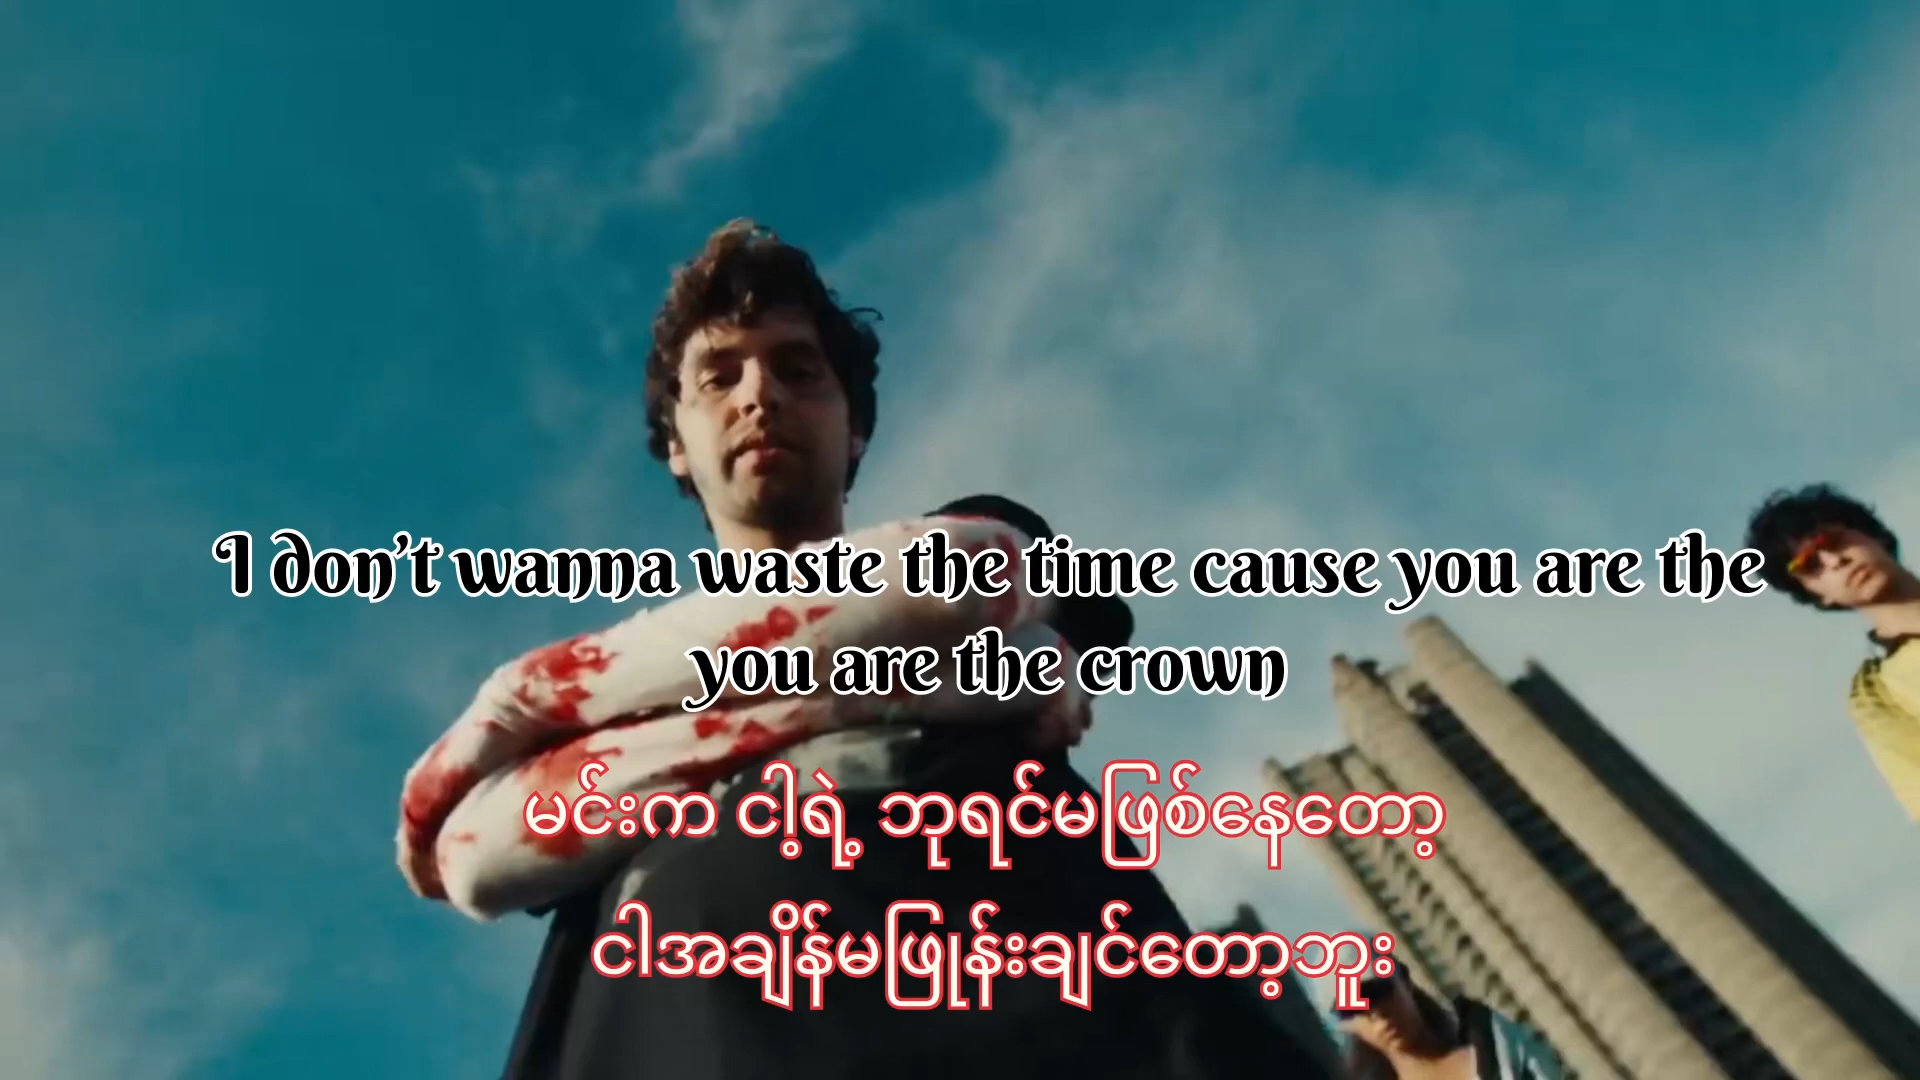 I don't wanna waste the time cause you are the
you are the crown
မင်းက ငါ့ရဲ့ ဘုရင်မဖြစ်နေတော့
ငါအချိန်မဖြုန်းချင်တော့ဘူး